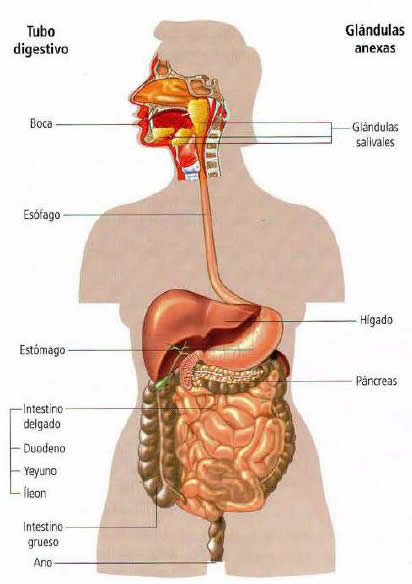 Tubo
digestivo
Glándulas
anexas
Boca
Glándulas
salivales
Esófago
Hígado
Estómago
Páncreas
Intestino
delgado
Duodeno
Yeyuno
Íleon
Intestino
grueso
Ano